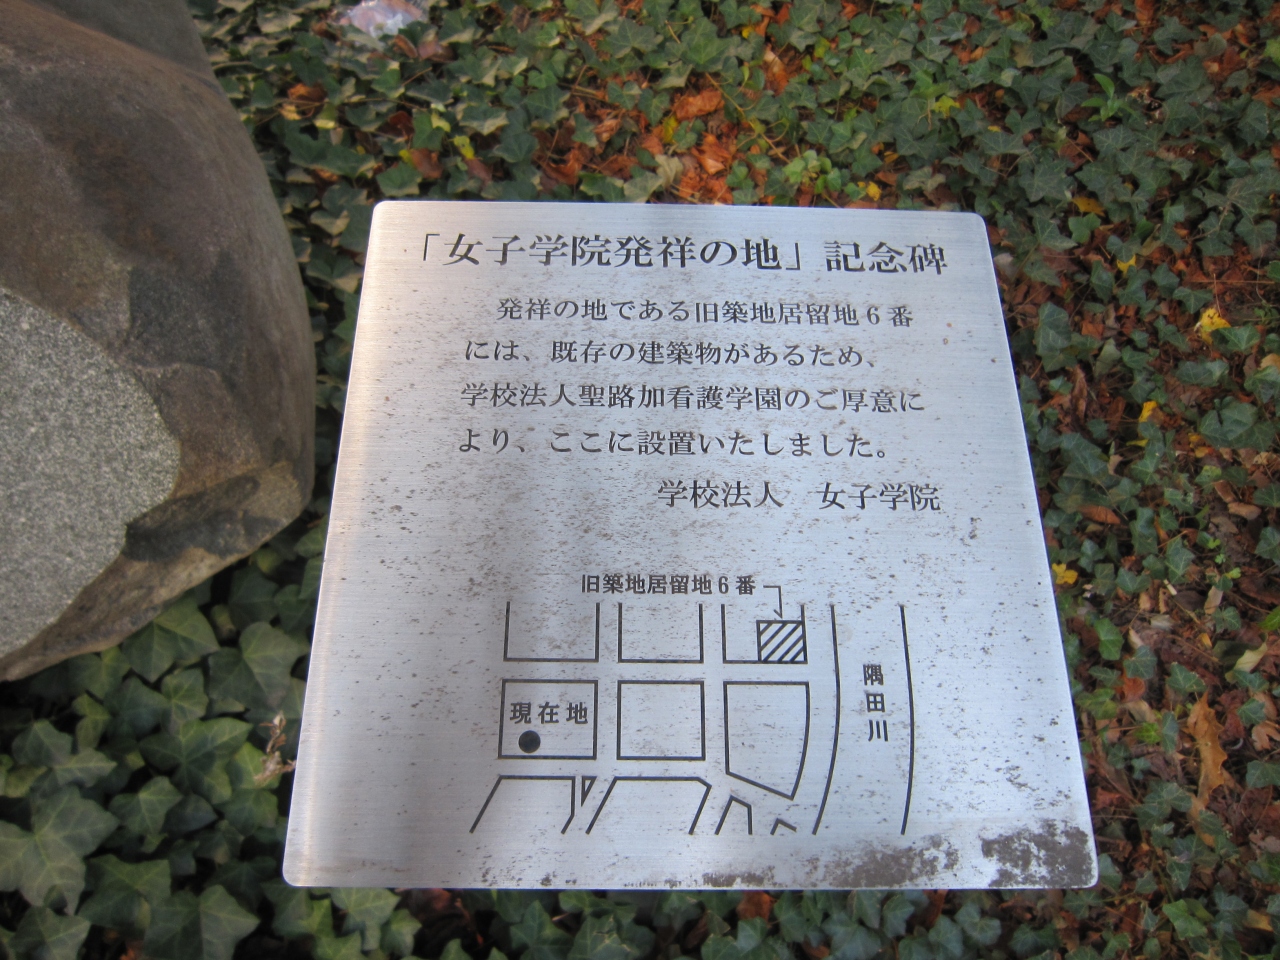 「女子学院発祥の地」記念碑
発祥の地である旧築地居留地6番
には、既存の建築物があるため、
学校法人聖路加看護学園のご厚意に
より、ここに設置いたしました。
学校法人　女子学院
旧築地居留地6番
隅田川
現在地